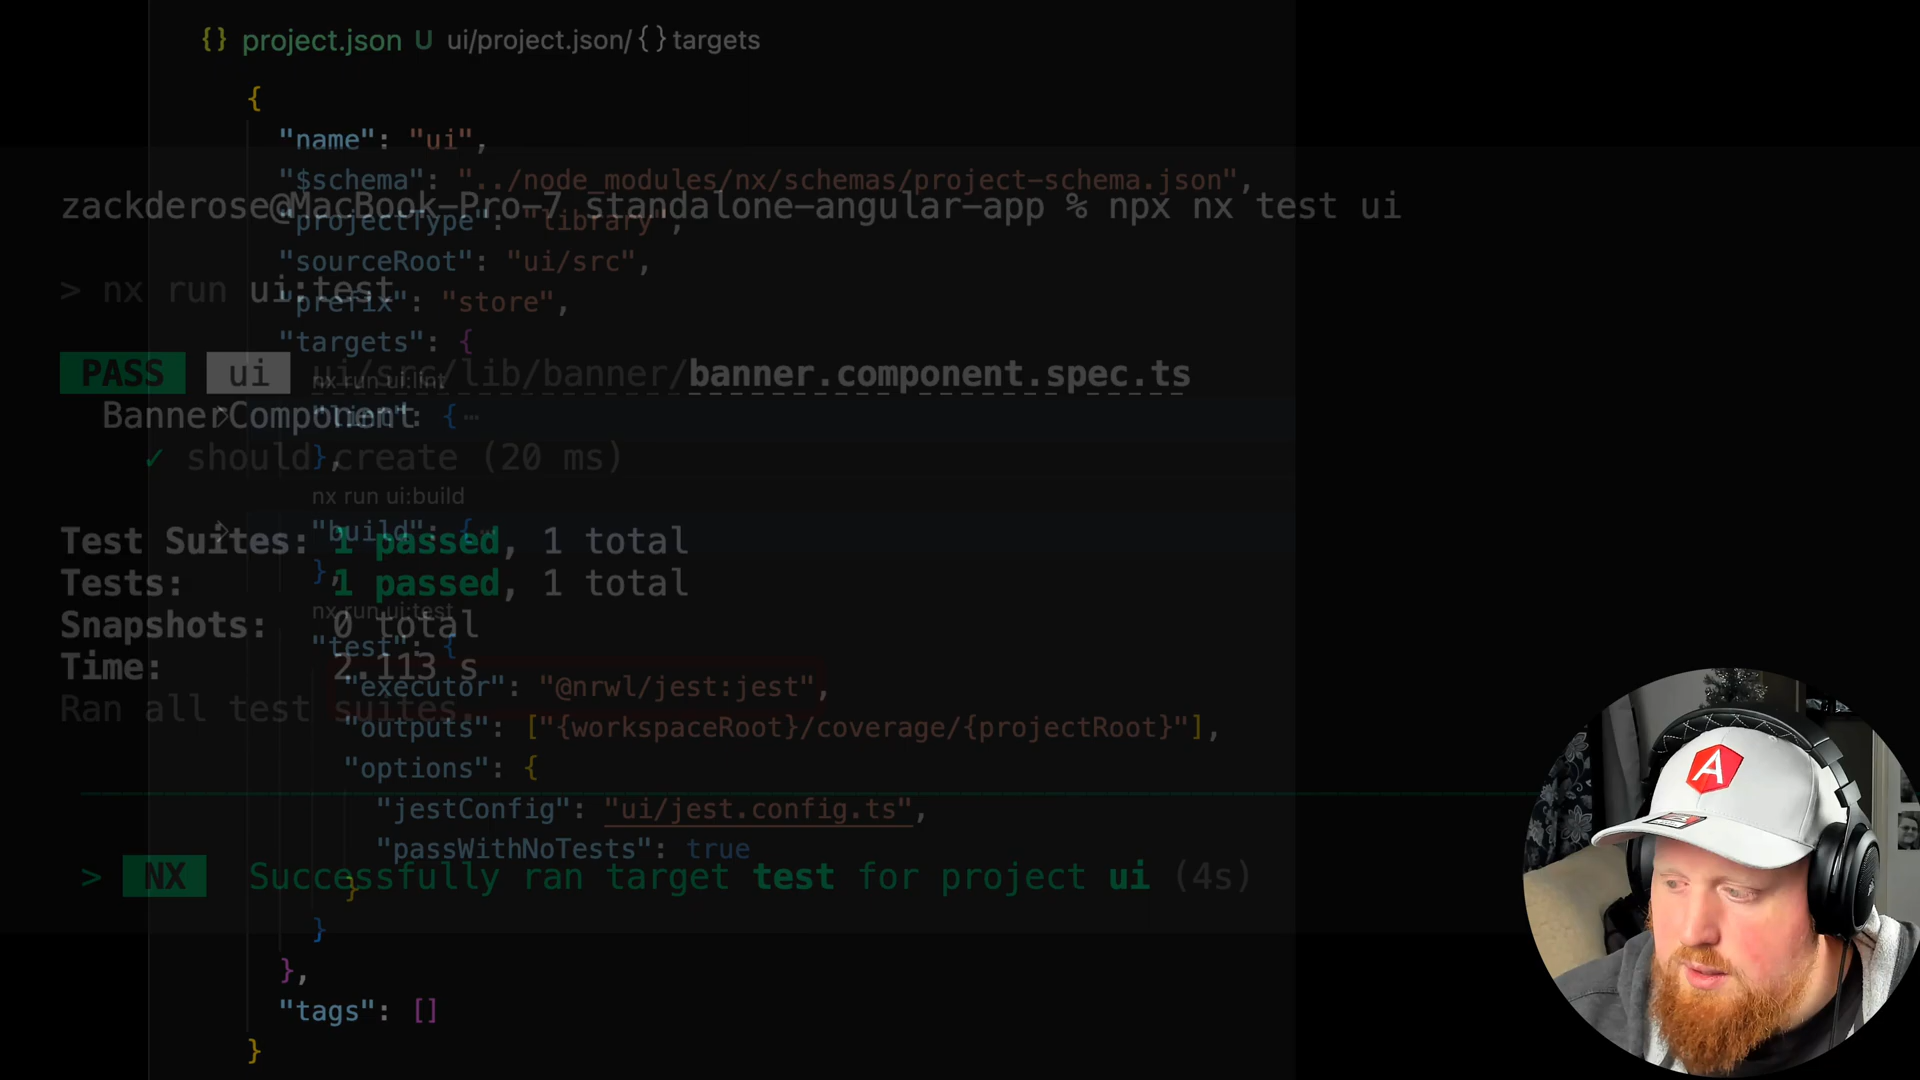 {} project.json U ui/project.json/{}targets
{
"name": "ui",
"$schema": "../node_modules/nx/schemas/project-schema.json",
zackderose@MacBook-Pro-7 standalone-angular-app % npx nx test ui
"projectType": "library",
"sourceRoot": "ui/src",
> nx run ui:test
"prefix": "store",
"targets": {
PASS ui ui/src/lib/banner/banner.component.spec.ts
nx run ui:lint
BannerComponent
"lint": {…
✓ should create (20 ms)
},
nx run ui:build
"build": {…
Test Suites: 1 passed, 1 total
},
Tests: 1 passed, 1 total
nx run ui:test
Snapshots: 0 total
"test": {
Time: 2.113 s
"executor": "@nrwl/jest:jest",
Ran all test suites.
"outputs": ["{workspaceRoot}/coverage/{projectRoot}"],
"options": {
"jestConfig": "ui/jest.config.ts",
"passWithNoTests": true
> NX Successfully ran target test for project ui (4s)
}
}
},
"tags": []
}
A